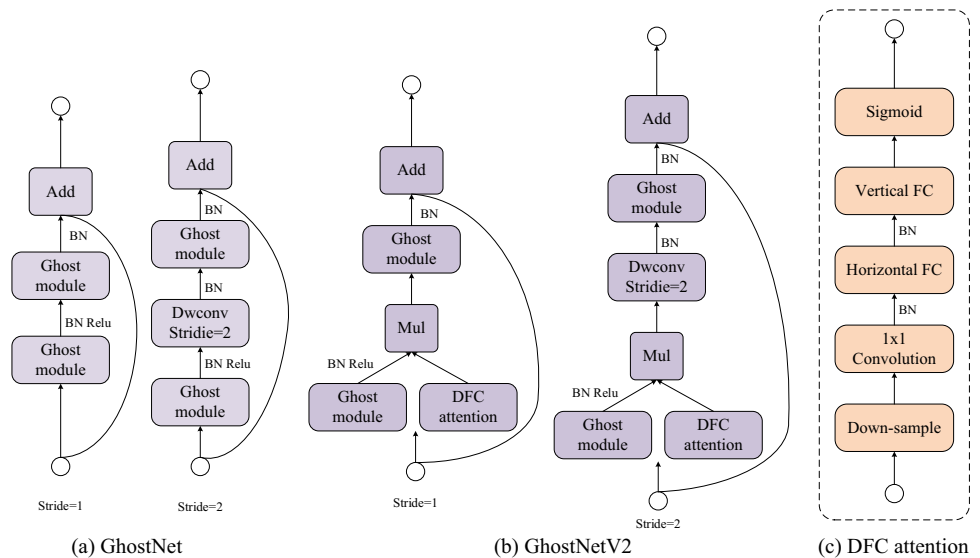 Add
BN
Ghost
module
BN Relu
Ghost
module
Stride=1
Add
BN
Ghost
module
BN
Dwconv
Stridie=2
BN Relu
Ghost
module
Stride=2
(a) GhostNet
Add
BN
Ghost
module
Mul
BN Relu
Ghost
module
DFC
attention
Stride=1
Add
BN
Ghost
module
BN
Dwconv
Stridie=2
Mul
BN Relu
Ghost
module
DFC
attention
Stride=2
(b) GhostNetV2
Sigmoid
Vertical FC
BN
Horizontal FC
BN
1x1
Convolution
Down-sample
(c) DFC attention